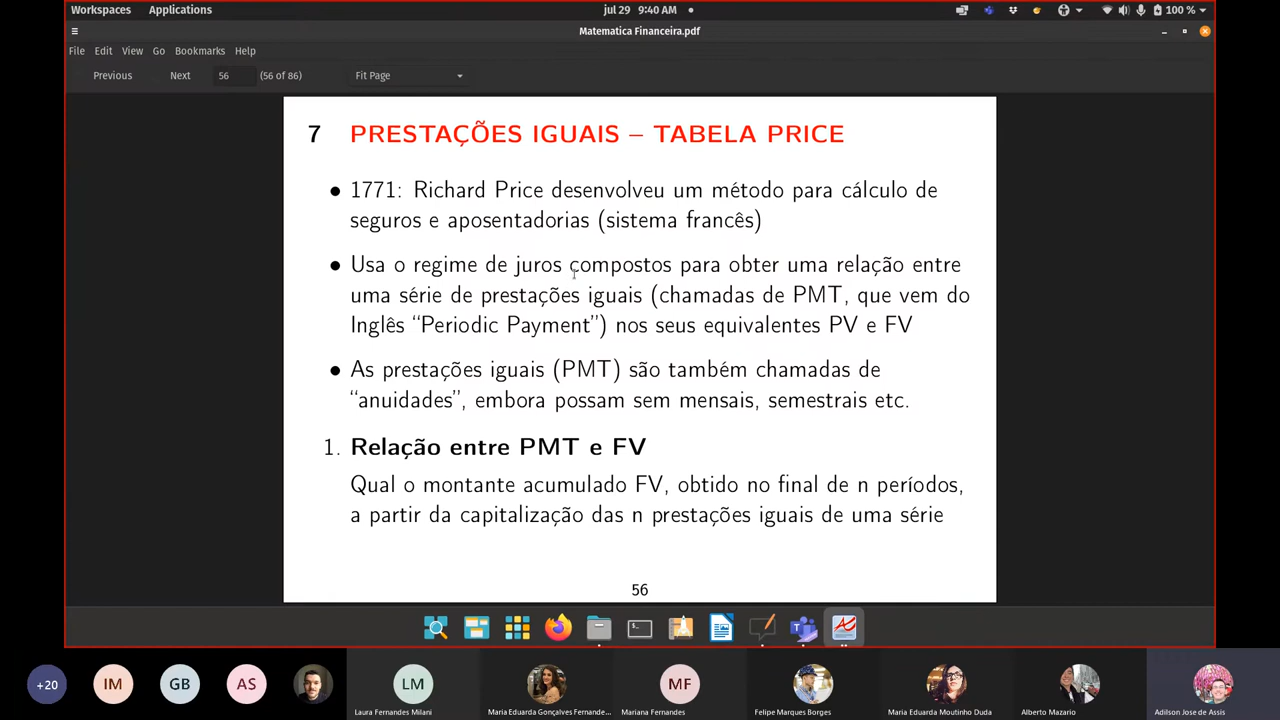 Workspaces Applications jul 29 9:40 AM 100 %
Matematica Financeira.pdf
File Edit View Go Bookmarks Help
Previous Next 56 (56 of 86) Fit Page
7 PRESTAÇÕES IGUAIS – TABELA PRICE
• 1771: Richard Price desenvolveu um método para cálculo de
seguros e aposentadorias (sistema francês)
• Usa o regime de juros compostos para obter uma relação entre
uma série de prestações iguais (chamadas de PMT, que vem do
Inglês “Periodic Payment”) nos seus equivalentes PV e FV
• As prestações iguais (PMT) são também chamadas de
“anuidades”, embora possam sem mensais, semestrais etc.
1. Relação entre PMT e FV
Qual o montante acumulado FV, obtido no final de n períodos,
a partir da capitalização das n prestações iguais de uma série
56
+20 IM GB AS LM MF
Laura Fernandes Milani Maria Eduarda Gonçalves Fernande... Mariana Fernandes Felipe Marques Borges Maria Eduarda Moutinho Duda Alberto Mazario Adilson Jose de Assis